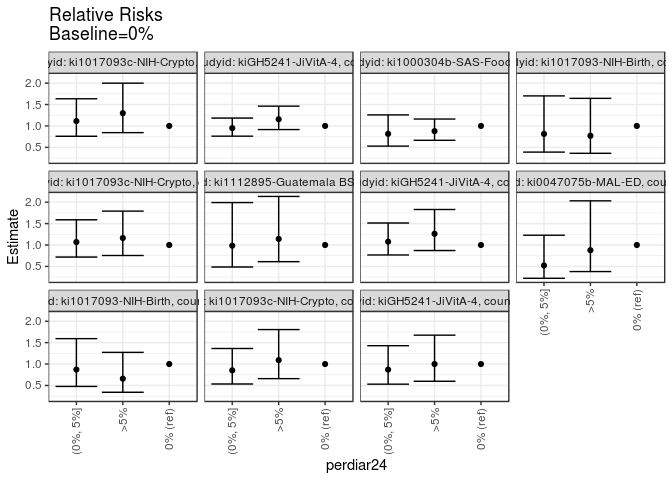 Relative Risks
Baseline=0%
yid: ki1017093c-NIH-Crypto,
udyid: kiGH5241-JiVitA-4, co
udyid: ki1000304b-SAS-Food
dyid: ki1017093-NIH-Birth, co
2.0
1.5
1.0
0.5
yid: ki1017093c-NIH-Crypto,
d: ki1112895-Guatemala BS
dyid: kiGH5241-JiVitA-4, co
d: ki0047075b-MAL-ED, cou
2.0
1.5
1.0
0.5
Estimate
d: ki1017093-NIH-Birth, coun
ki1017093c-NIH-Crypto, co
yid: kiGH5241-JiVitA-4, coun
2.0
1.5
1.0
0.5
(0%, 5%]
>5%
0% (ref)
(0%, 5%]
>5%
0% (ref)
(0%, 5%]
>5%
0% (ref)
(0%, 5%]
>5%
0% (ref)
perdiar24